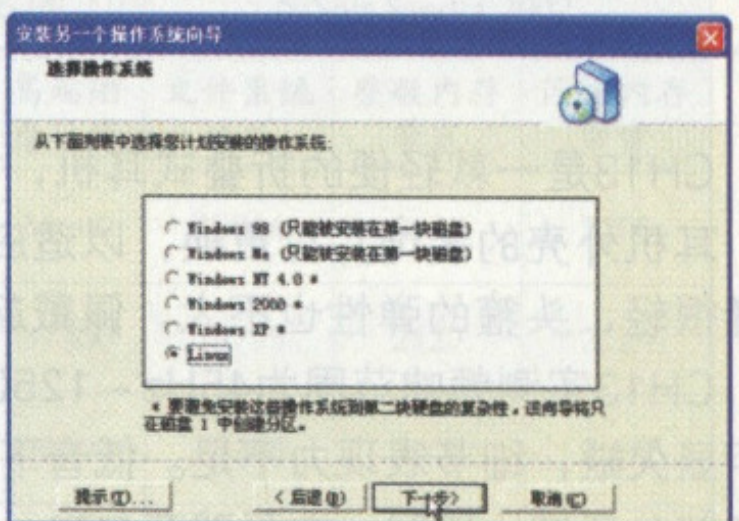 安装另一个操作系统向导
选择操作系统
从下面列表中选择您计划安装的操作系统:
Windows 98 (只能被安装在第一块磁盘)
Windows Me (只能被安装在第一块磁盘)
Windows NT 4.0 *
Windows 2000 *
Windows XP *
Linux
* 要避免安装这些操作系统到第二块硬盘的复杂性，该向导将只
在磁盘 1 中创建分区。
提示(T)... <后退(B) 下一步> 取消(C)